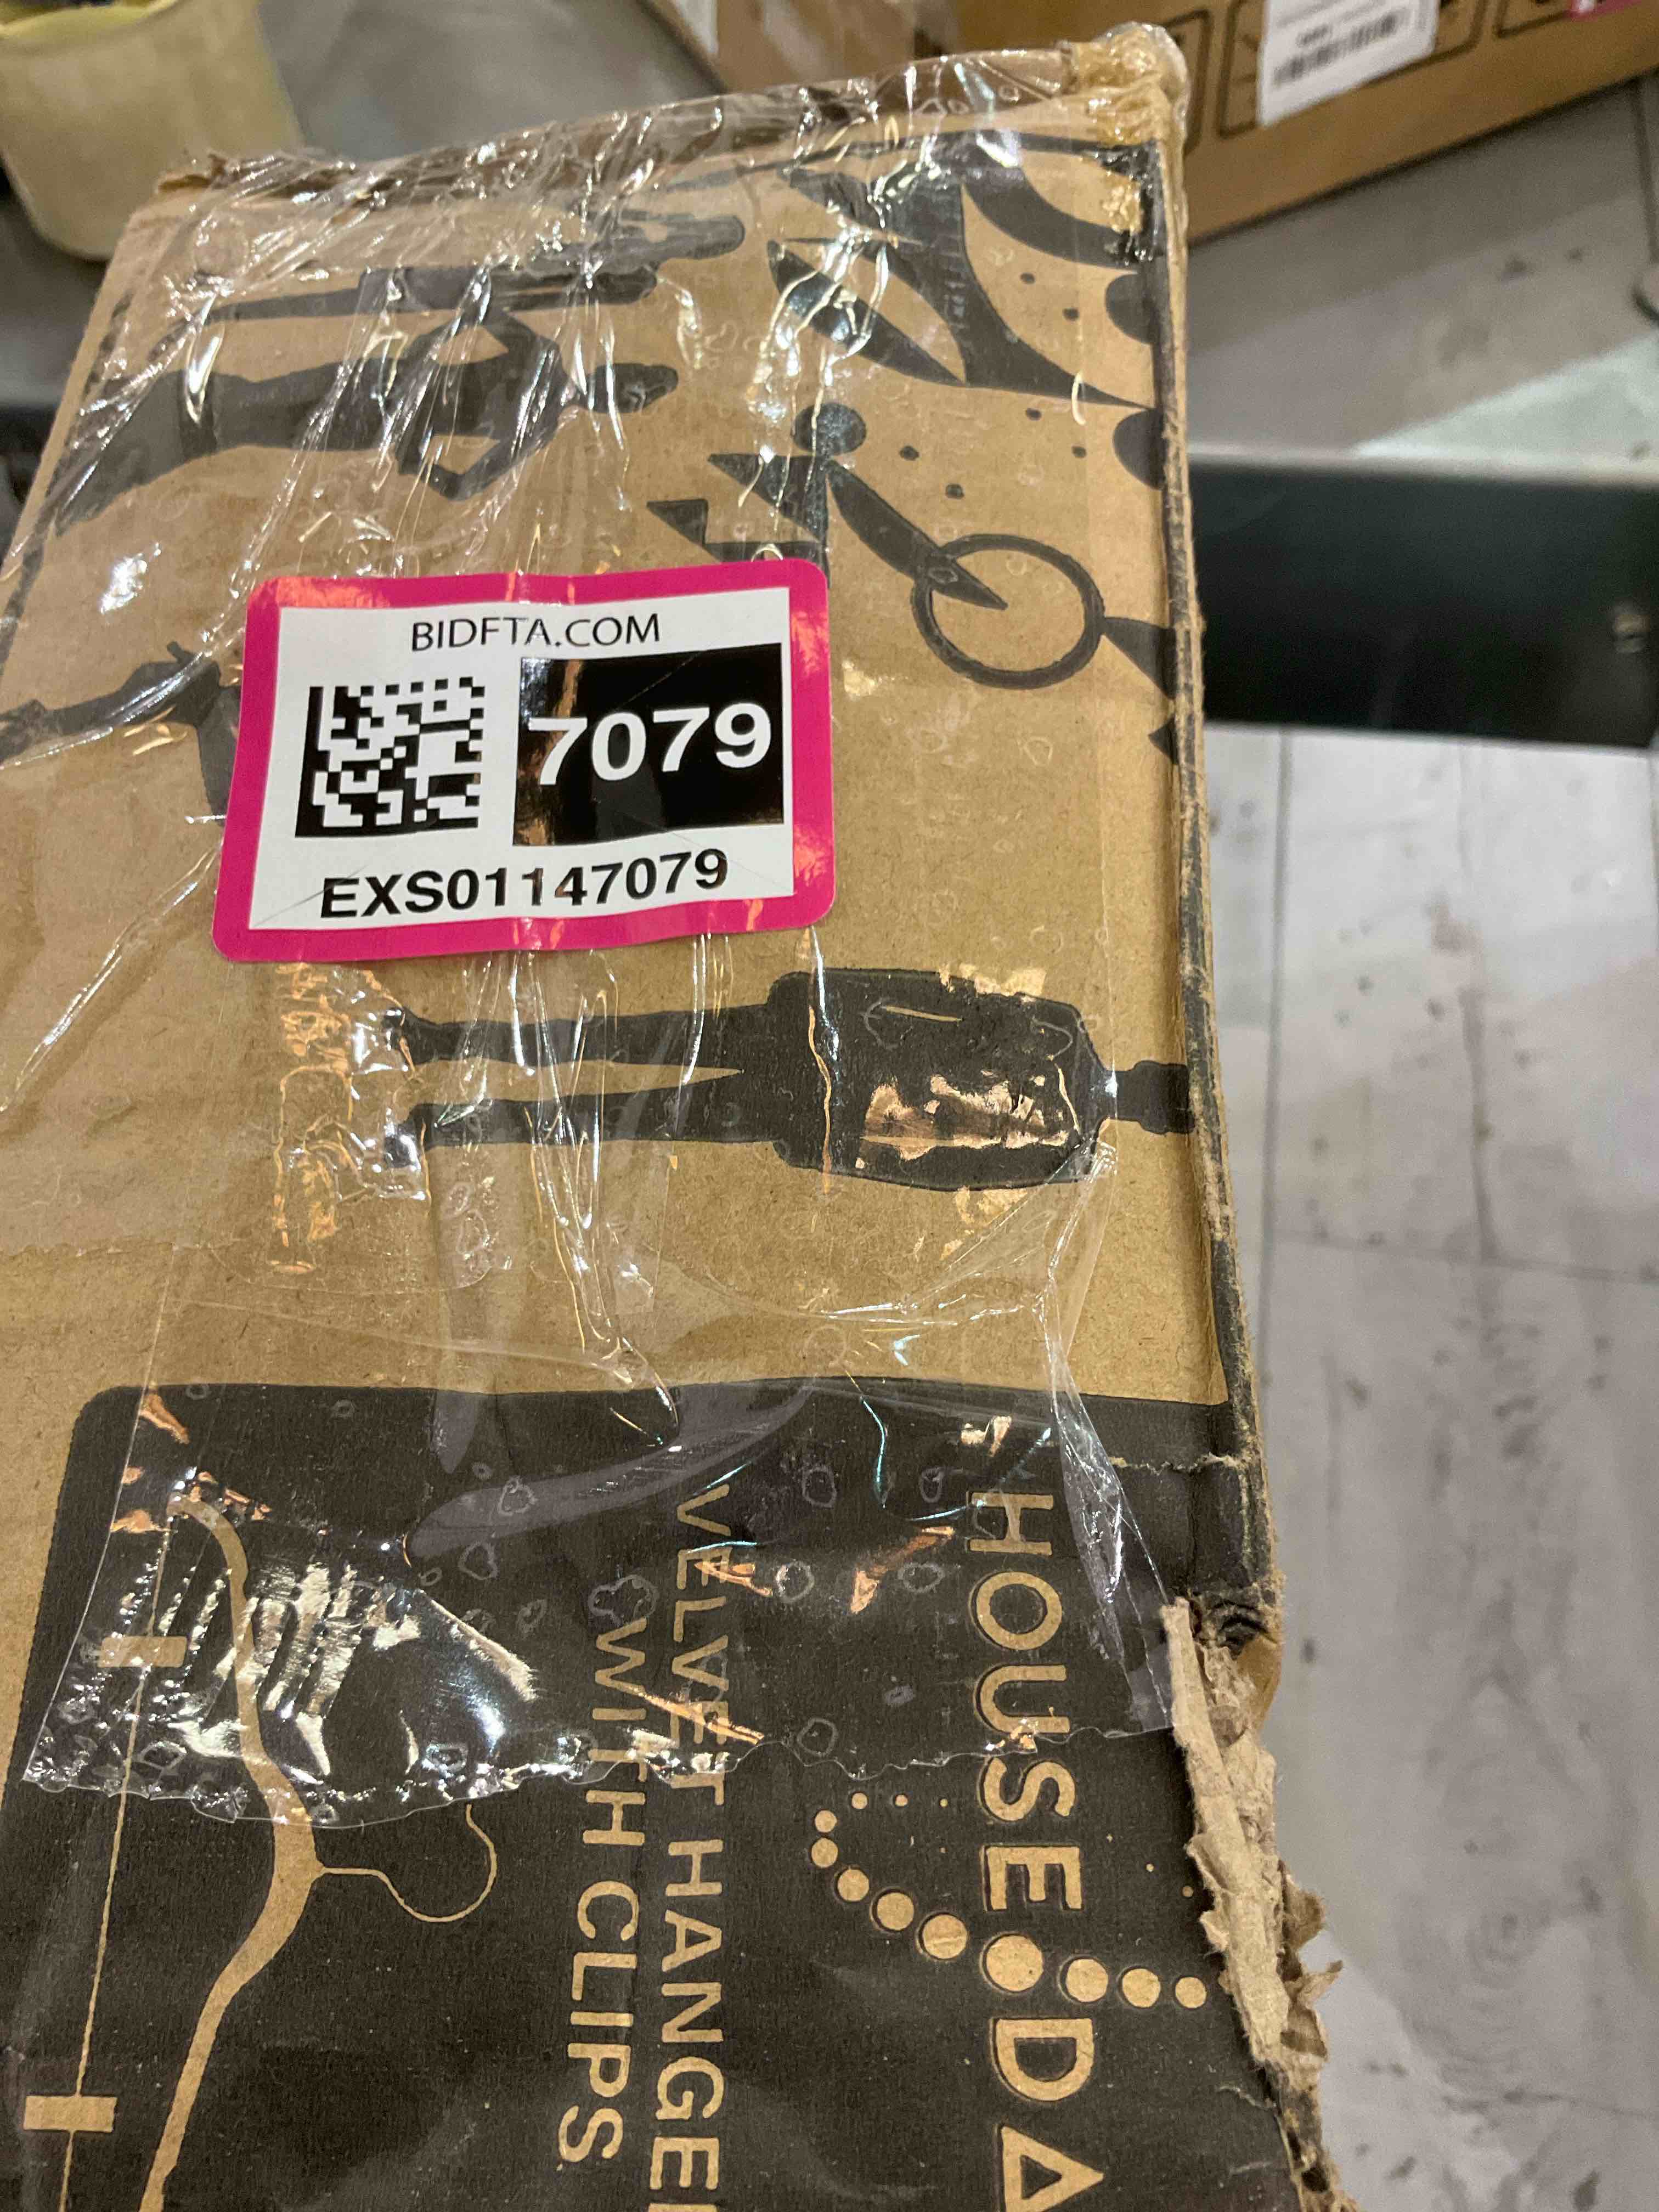 BIDFTA.COM
7079
EXS01147079
HOUSE DA
VELVET HANGE
WITH CLIPS